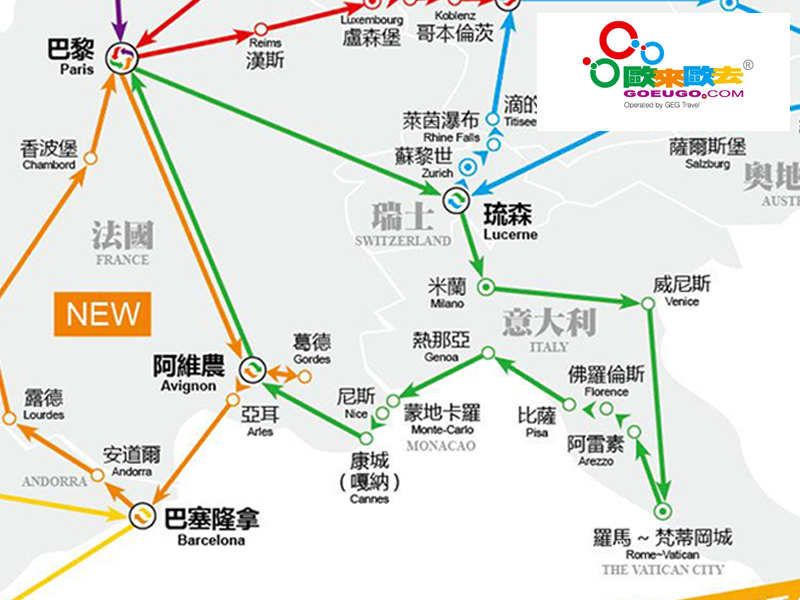 Luxembourg
盧森堡
Koblenz
哥本倫茨
巴黎
Paris
Reims
漢斯
歐來歐去®
GOEUGO.COM
Operated by GEG Travel
滴的
Titisee
萊茵瀑布
Rhine Falls
香波堡
Chambord
蘇黎世
Zurich
薩爾斯堡
Salzburg
奧地
AUST
瑞士
SWITZERLAND
琉森
Lucerne
法國
FRANCE
米蘭
Milano
威尼斯
Venice
NEW
意大利
ITALY
熱那亞
Genoa
葛德
Gordes
阿維農
Avignon
佛羅倫斯
Florence
露德
Lourdes
尼斯
Nice
亞耳
Arles
蒙地卡羅
Monte-Carlo
MONACAO
比薩
Pisa
阿雷素
Arezzo
安道爾
Andorra
ANDORRA
康城
（嘎納）
Cannes
巴塞隆拿
Barcelona
羅馬 ~ 梵蒂岡城
Rome~Vatican
THE VATICAN CITY